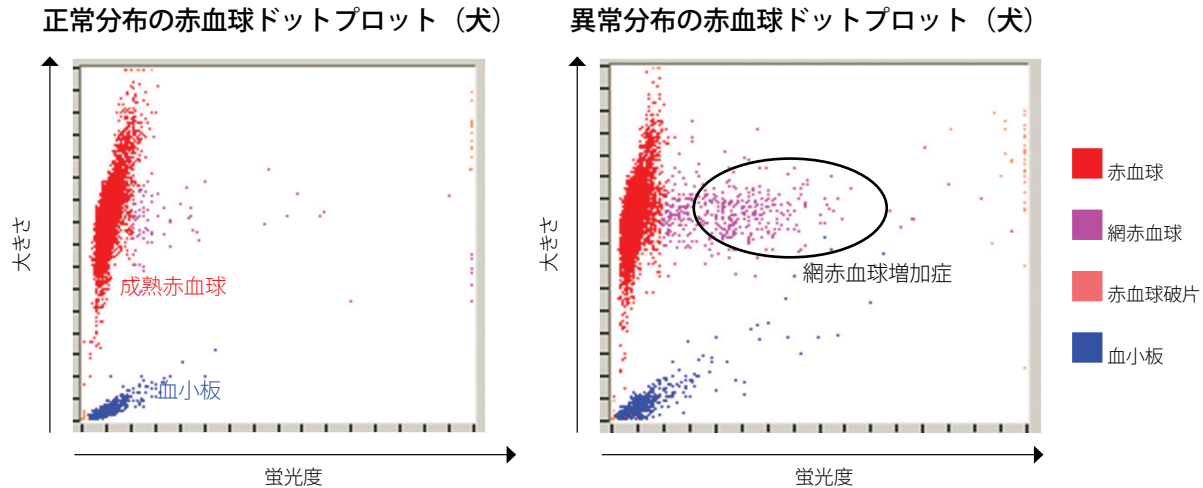 正常分布の赤血球ドットプロット（犬）
大きさ
成熟赤血球
血小板
蛍光度
異常分布の赤血球ドットプロット（犬）
大きさ
網赤血球増加症
蛍光度
赤血球
網赤血球
赤血球破片
血小板